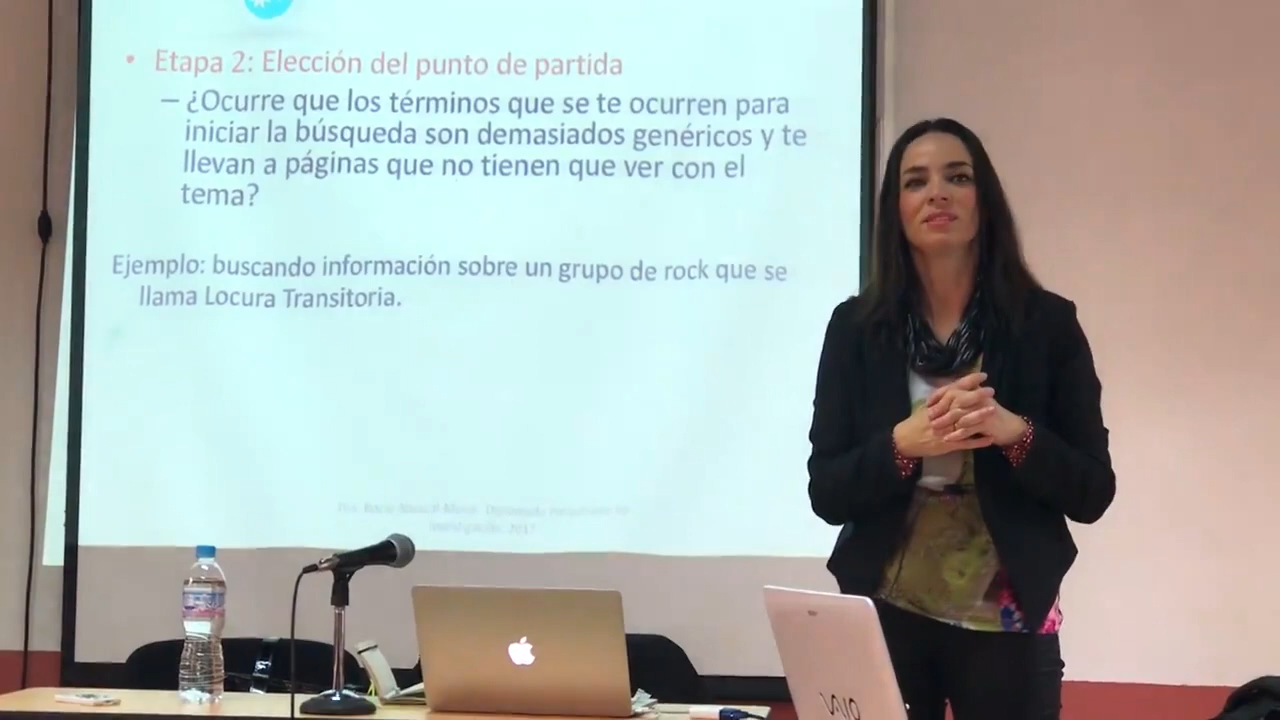 • Etapa 2: Elección del punto de partida
– ¿Ocurre que los términos que se te ocurren para
iniciar la búsqueda son demasiados genéricos y te
llevan a páginas que no tienen que ver con el
tema?
Ejemplo: buscando información sobre un grupo de rock que se
llama Locura Transitoria.
VAIO